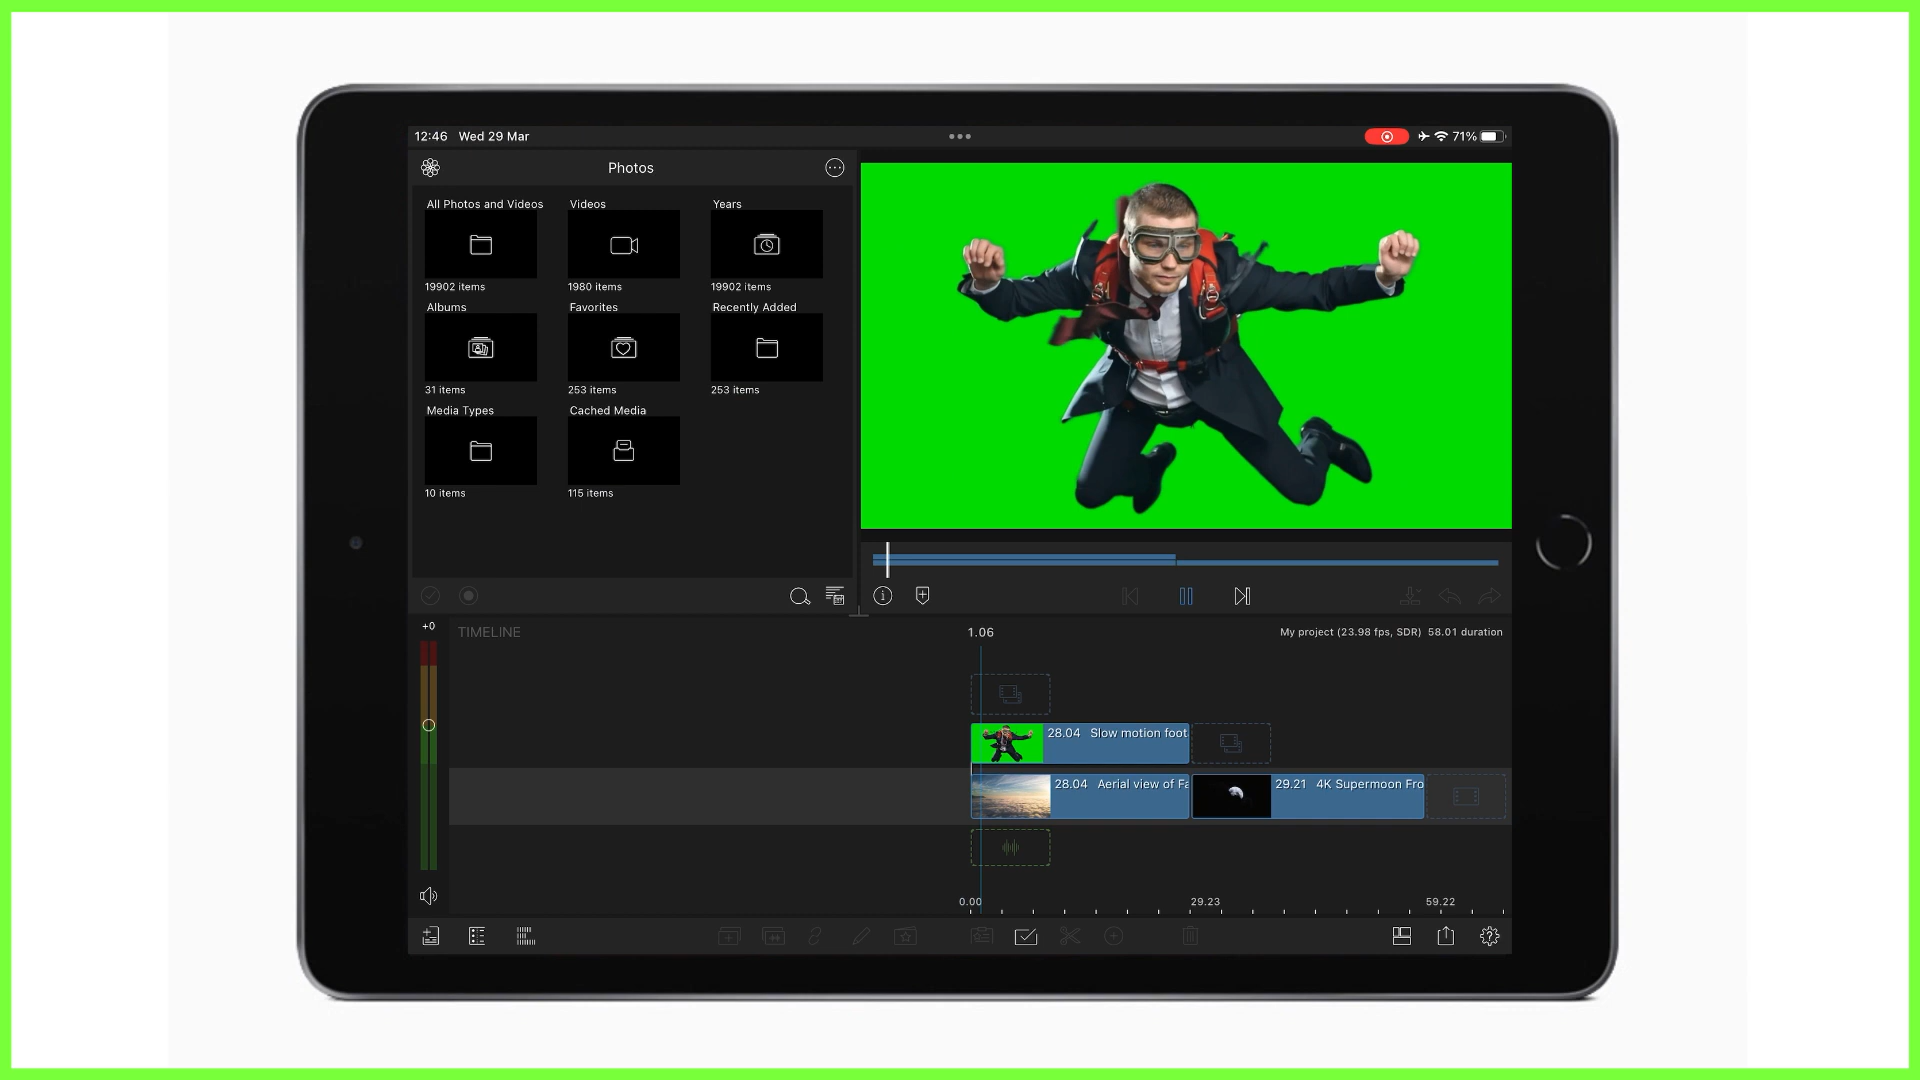 12:46 Wed 29 Mar
71%
Photos
All Photos and Videos Videos Years
19902 items 1980 items 19902 items
Albums Favorites Recently Added
31 items 253 items 253 items
Media Types Cached Media
10 items 115 items
+0 TIMELINE 1.06 My project (23.98 fps, SDR) 58.01 duration
28.04 Slow motion foot
28.04 Aerial view of Fa 29.21 4K Supermoon Fro
0.00 29.23 59.22